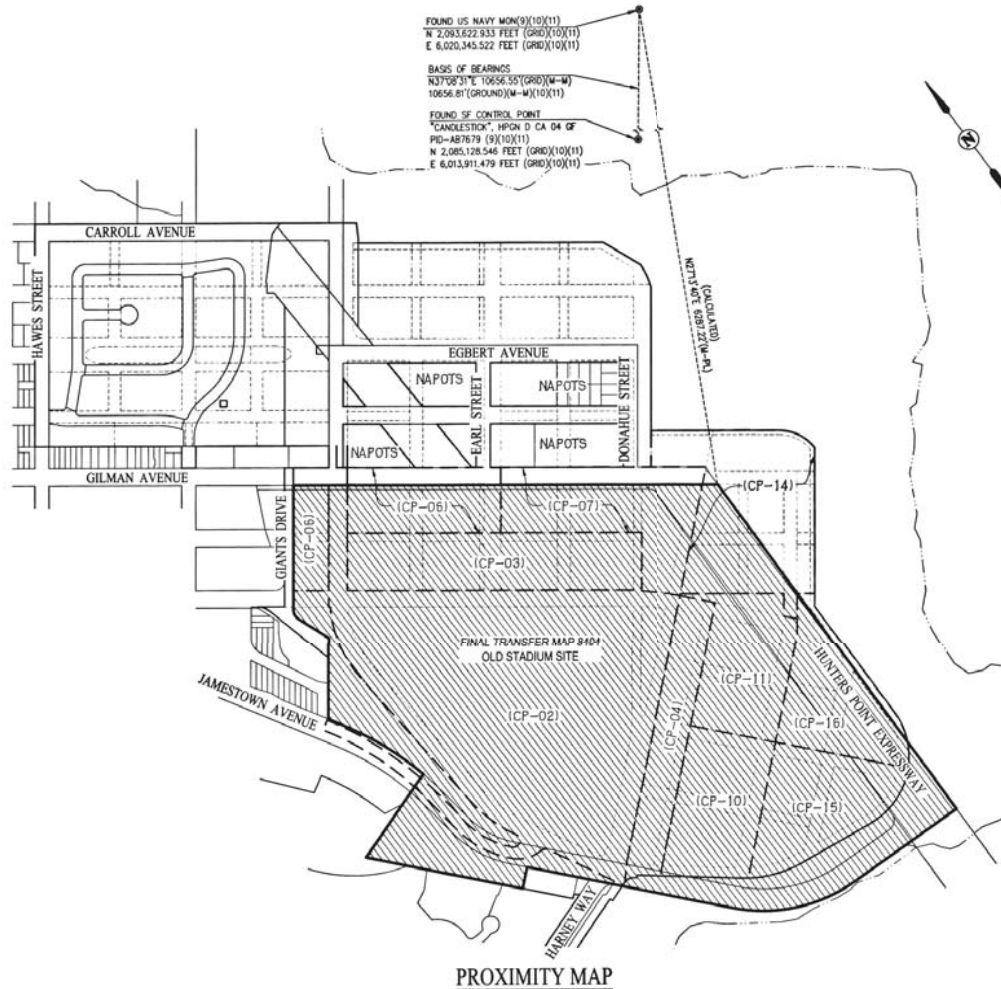 FOUND US NAVY MON(9)(10)(11)
N 2,093,622.933 FEET (GRID)(10)(11)
E 6,020,345.522 FEET (GRID)(10)(11)
BASIS OF BEARINGS
N37°08'31"E 10656.55'(GRID)(M-M)
10656.81'(GROUND)(M-M)(10)(11)
FOUND SF CONTROL POINT
"CANDLESTICK", HPGN D CA 04 GF
PID-AB7679 (9)(10)(11)
N 2,085,128.546 FEET (GRID)(10)(11)
E 6,013,911.479 FEET (GRID)(10)(11)
N
(CALCULATED)
N27°13'40"E 6287.22'(M-PL)
CARROLL AVENUE
HAWES STREET
EGBERT AVENUE
NAPOTS
NAPOTS
EARL STREET
DONAHUE STREET
NAPOTS
NAPOTS
GILMAN AVENUE
GIANTS DRIVE
(CP-06)
(CP-06)
(CP-07)
(CP-14)
(CP-03)
FINAL TRANSFER MAP 9404
OLD STADIUM SITE
JAMESTOWN AVENUE
(CP-02)
(CP-04)
(CP-11)
(CP-16)
HUNTERS POINT EXPRESSWAY
(CP-10)
(CP-15)
HARNEY WAY
PROXIMITY MAP